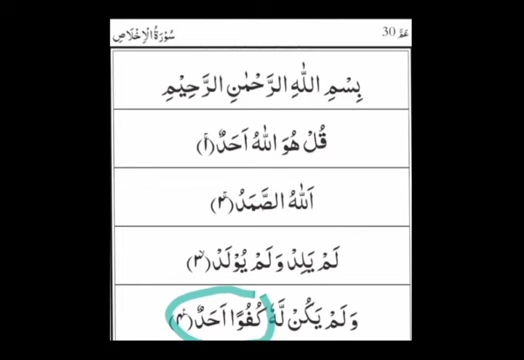 سُوْرَةُ الْاِخْلَاصِ 30 عَمَّ
بِسْمِ اللّٰهِ الرَّحْمٰنِ الرَّحِيْمِ
قُلْ هُوَ اللّٰهُ اَحَدٌ ۚ(۱)
اَللّٰهُ الصَّمَدُ ۚ(۲)
لَمْ يَلِدْ وَلَمْ يُوْلَدْ ۙ(۳)
وَلَمْ يَكُنْ لَّهٗ كُفُوًا اَحَدٌ ۚ(۴)